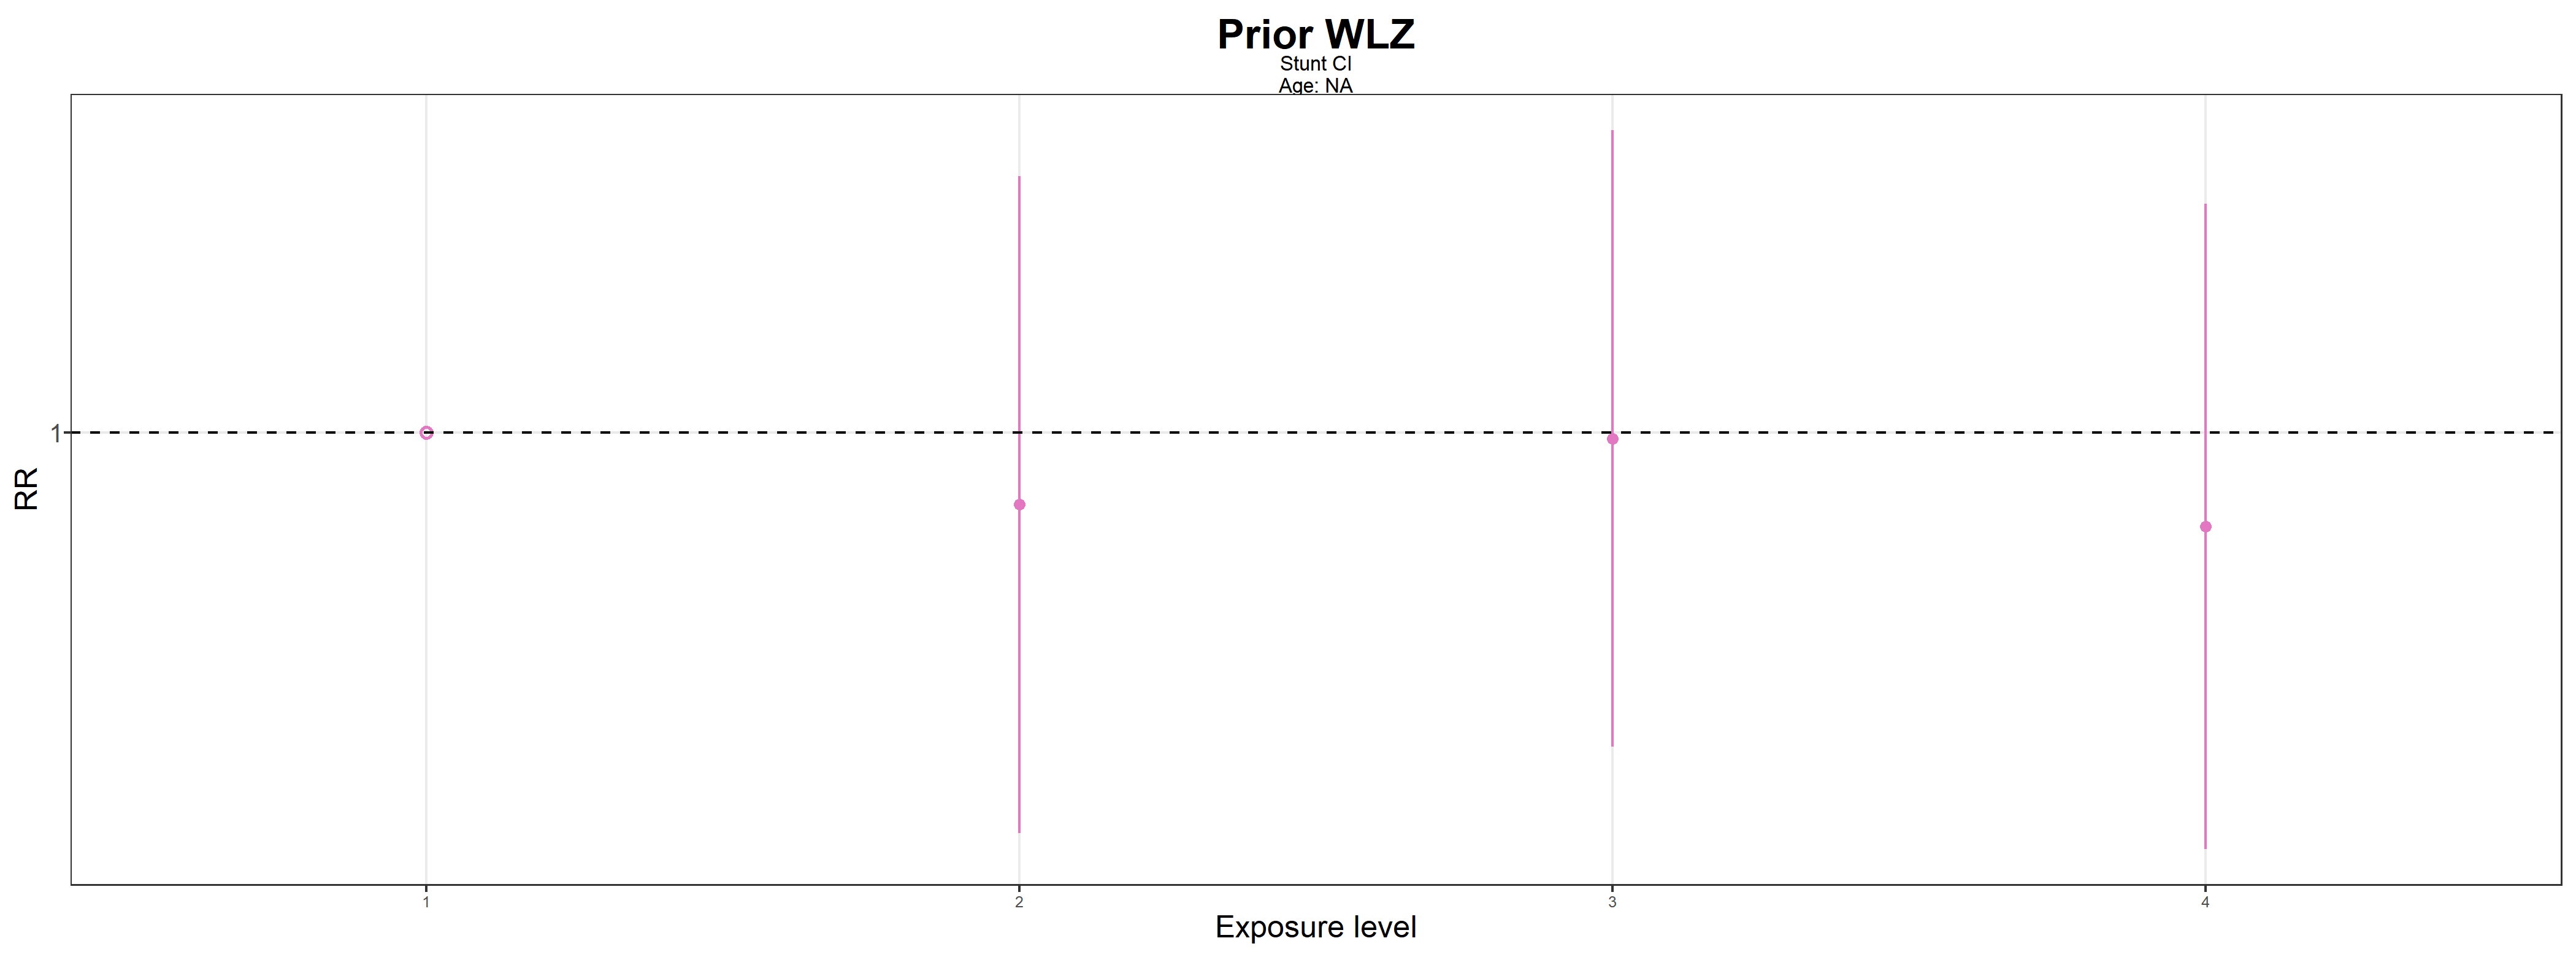 Prior WLZ
Stunt CI
Age: NA
1
RR
1 2 3 4
Exposure level